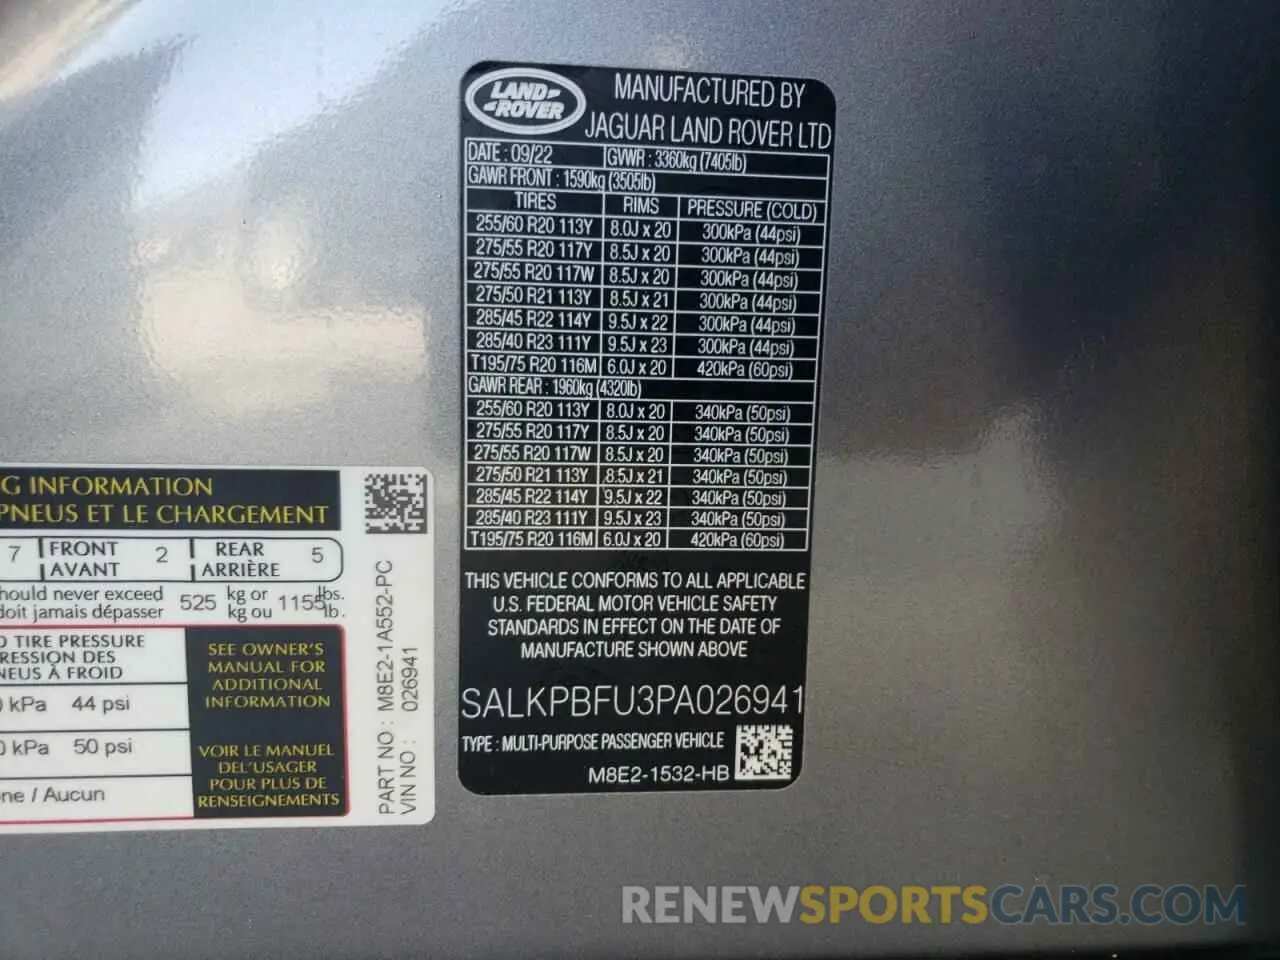 LAND-
-ROVER
MANUFACTURED BY
JAGUAR LAND ROVER LTD
DATE : 09/22 GVWR : 3360kg (7405lb)
GAWR FRONT : 1590kg (3505lb)
TIRES RIMS PRESSURE (COLD)
255/60 R20 113Y 8.0J x 20 300kPa (44psi)
275/55 R20 117Y 8.5J x 20 300kPa (44psi)
275/55 R20 117W 8.5J x 20 300kPa (44psi)
275/50 R21 113Y 8.5J x 21 300kPa (44psi)
285/45 R22 114Y 9.5J x 22 300kPa (44psi)
285/40 R23 111Y 9.5J x 23 300kPa (44psi)
T195/75 R20 116M 6.0J x 20 420kPa (60psi)
GAWR REAR : 1960kg (4320lb)
255/60 R20 113Y 8.0J x 20 340kPa (50psi)
275/55 R20 117Y 8.5J x 20 340kPa (50psi)
275/55 R20 117W 8.5J x 20 340kPa (50psi)
275/50 R21 113Y 8.5J x 21 340kPa (50psi)
285/45 R22 114Y 9.5J x 22 340kPa (50psi)
285/40 R23 111Y 9.5J x 23 340kPa (50psi)
T195/75 R20 116M 6.0J x 20 420kPa (60psi)
THIS VEHICLE CONFORMS TO ALL APPLICABLE
U.S. FEDERAL MOTOR VEHICLE SAFETY
STANDARDS IN EFFECT ON THE DATE OF
MANUFACTURE SHOWN ABOVE
SALKPBFU3PA026941
TYPE : MULTI-PURPOSE PASSENGER VEHICLE
M8E2-1532-HB
G INFORMATION
PNEUS ET LE CHARGEMENT
7 FRONT 2 REAR 5
AVANT ARRIÈRE
hould never exceed 525 kg or 1155 lbs.
doit jamais dépasser kg ou lb.
TIRE PRESSURE
RESSION DES
NEUS À FROID
kPa 44 psi
kPa 50 psi
ne / Aucun
SEE OWNER'S
MANUAL FOR
ADDITIONAL
INFORMATION
VOIR LE MANUEL
DEL'USAGER
POUR PLUS DE
RENSEIGNEMENTS
PART NO : M8E2-1A552-PC
VIN NO : 026941
RENEWSPORTSCARS.COM